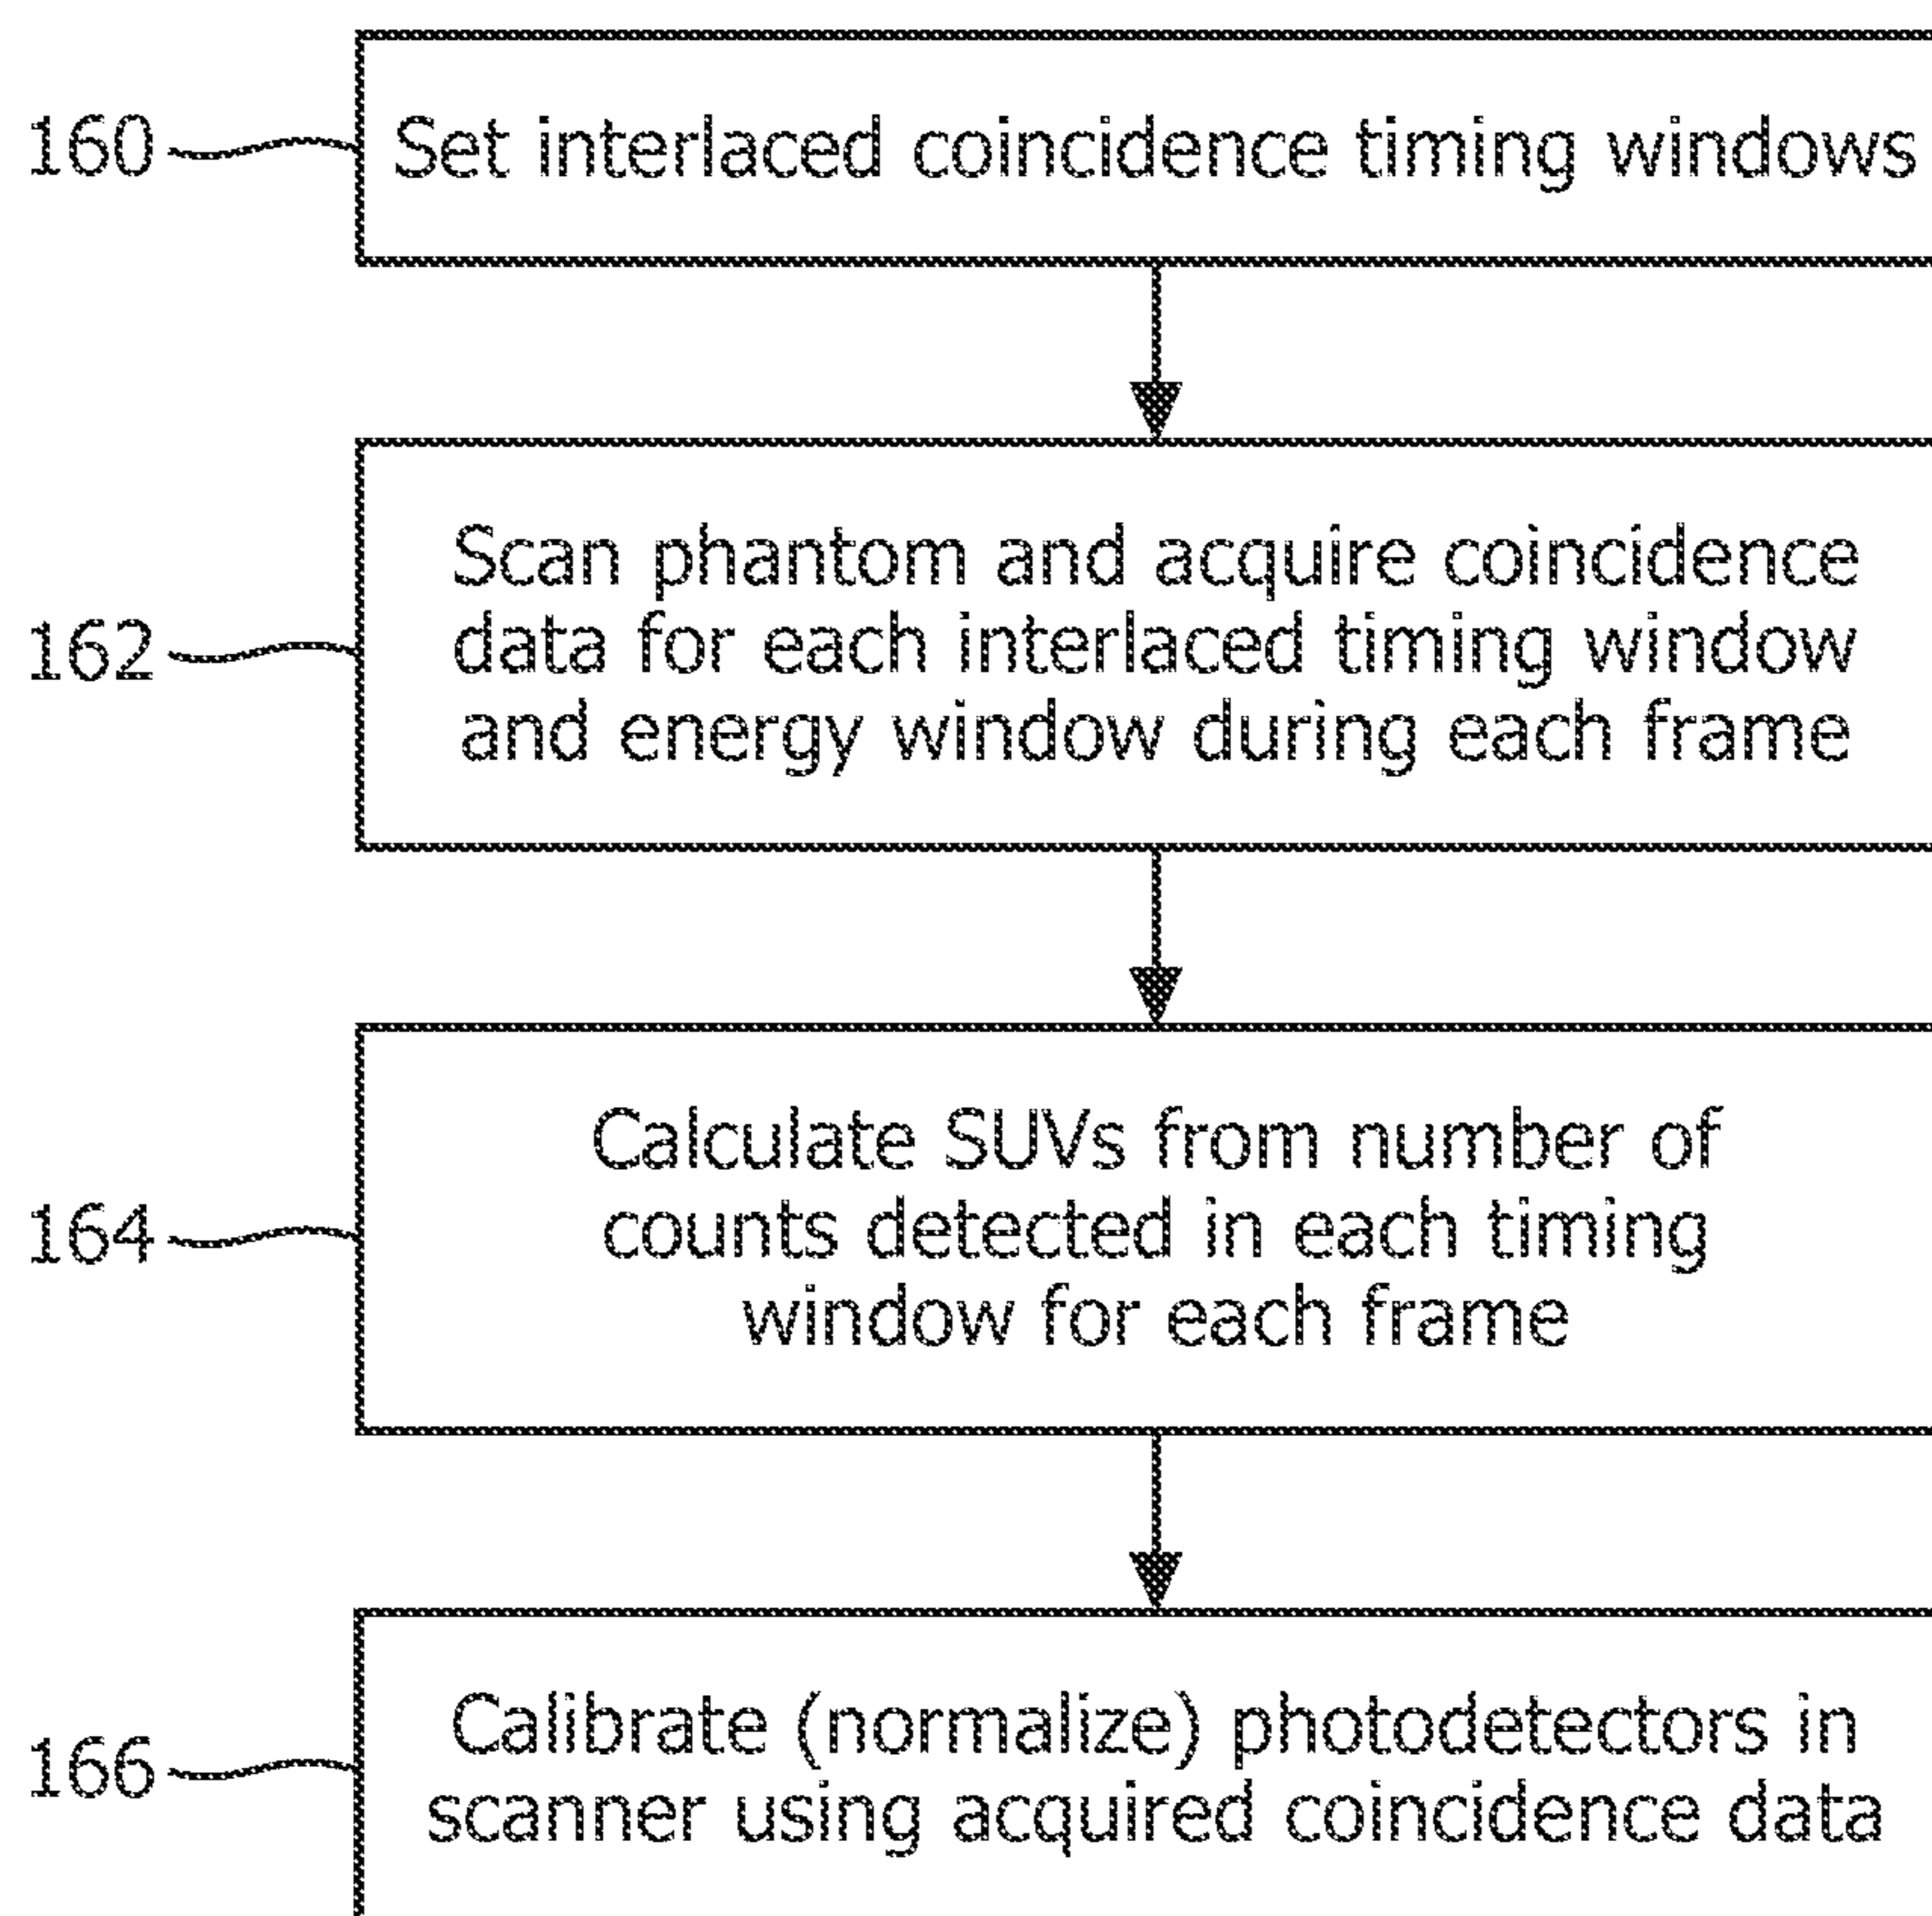 160
Set interlaced coincidence timing windows
162
Scan phantom and acquire coincidence
data for each interlaced timing window
and energy window during each frame
164
Calculate SUVs from number of
counts detected in each timing
window for each frame
166
Calibrate (normalize) photodetectors in
scanner using acquired coincidence data